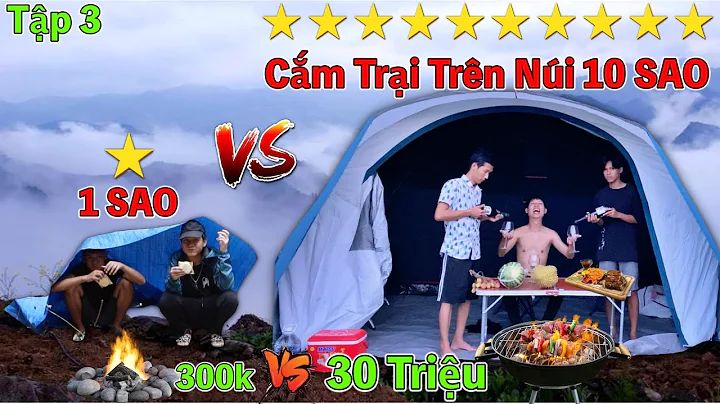 Tập 3
Cắm Trại Trên Núi 10 SAO
VS
1 SAO
300k VS 30 Triệu